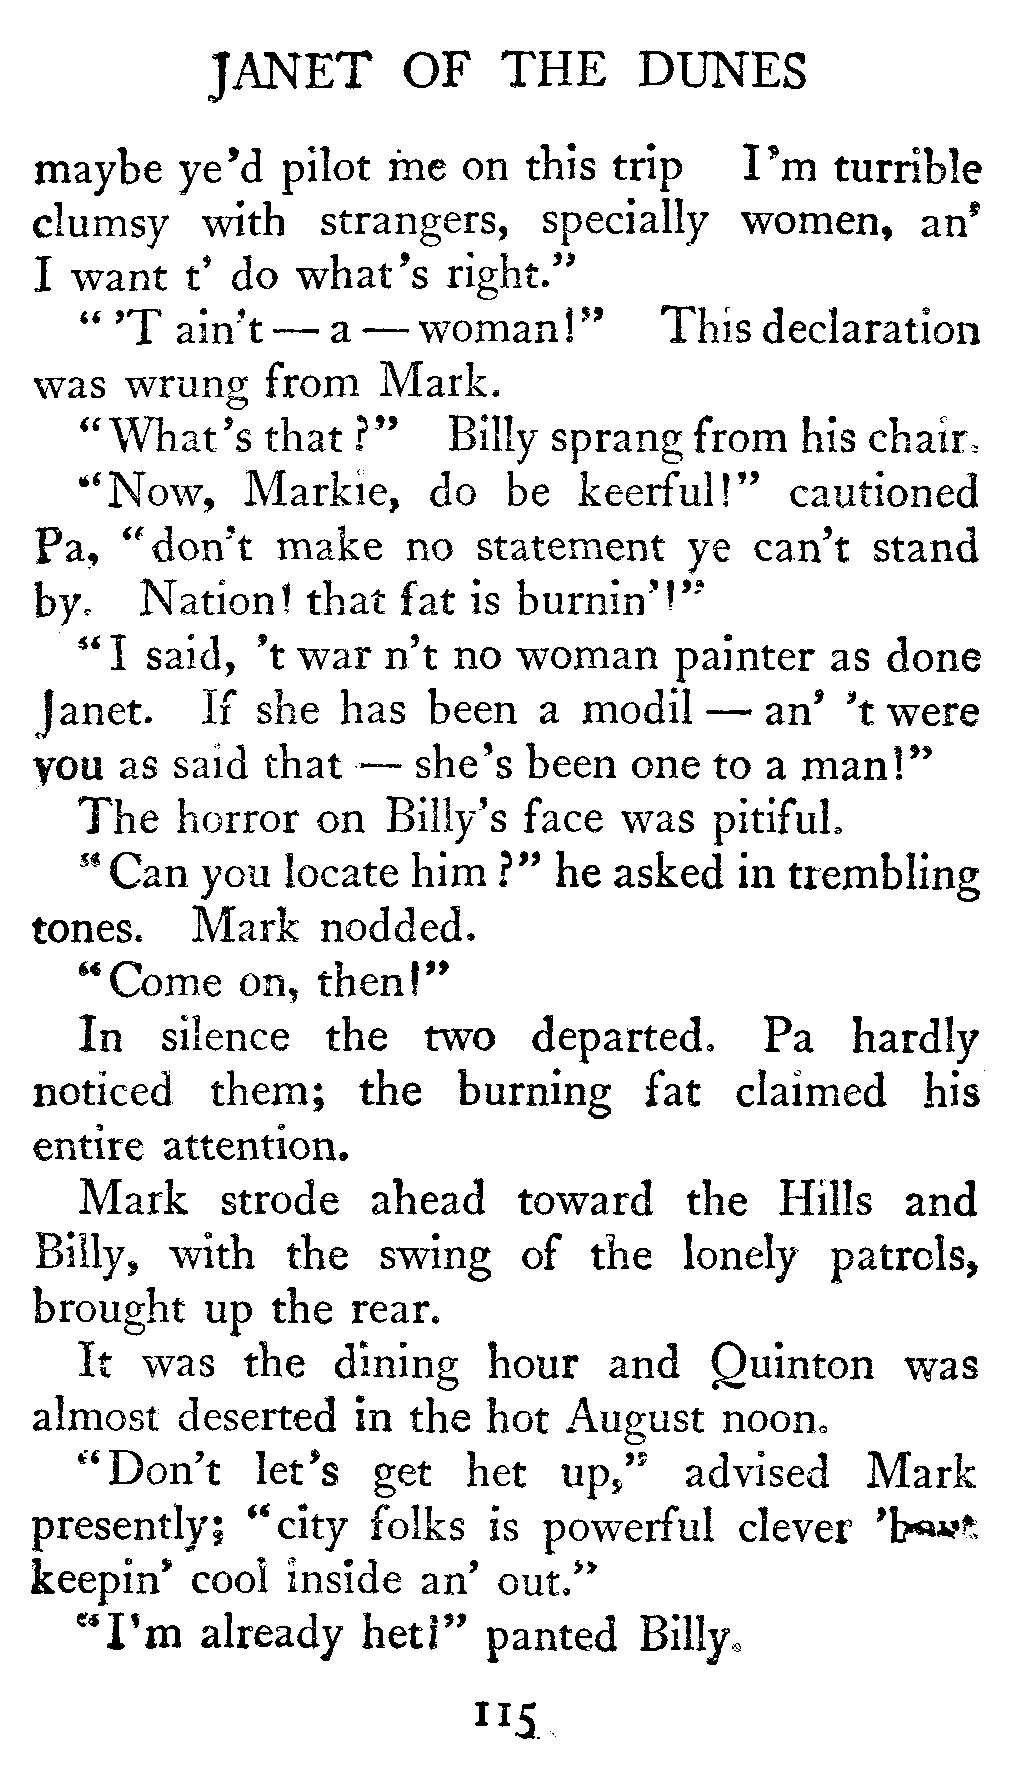 JANET OF THE DUNES
maybe ye'd pilot me on this trip I'm turrible
clumsy with strangers, specially women, an'
I want t' do what's right."
"'T ain't — a — woman!" This declaration
was wrung from Mark.
"What's that?" Billy sprang from his chair.
"Now, Markie, do be keerful!" cautioned
Pa, "don't make no statement ye can't stand
by. Nation! that fat is burnin'!"
"I said, 't war n't no woman painter as done
Janet. If she has been a modil — an' 't were
you as said that — she's been one to a man!"
The horror on Billy's face was pitiful.
"Can you locate him?" he asked in trembling
tones. Mark nodded.
"Come on, then!"
In silence the two departed. Pa hardly
noticed them; the burning fat claimed his
entire attention.
Mark strode ahead toward the Hills and
Billy, with the swing of the lonely patrols,
brought up the rear.
It was the dining hour and Quinton was
almost deserted in the hot August noon.
"Don't let's get het up," advised Mark
presently; "city folks is powerful clever 'bout
keepin' cool inside an' out."
"I'm already het!" panted Billy.
115